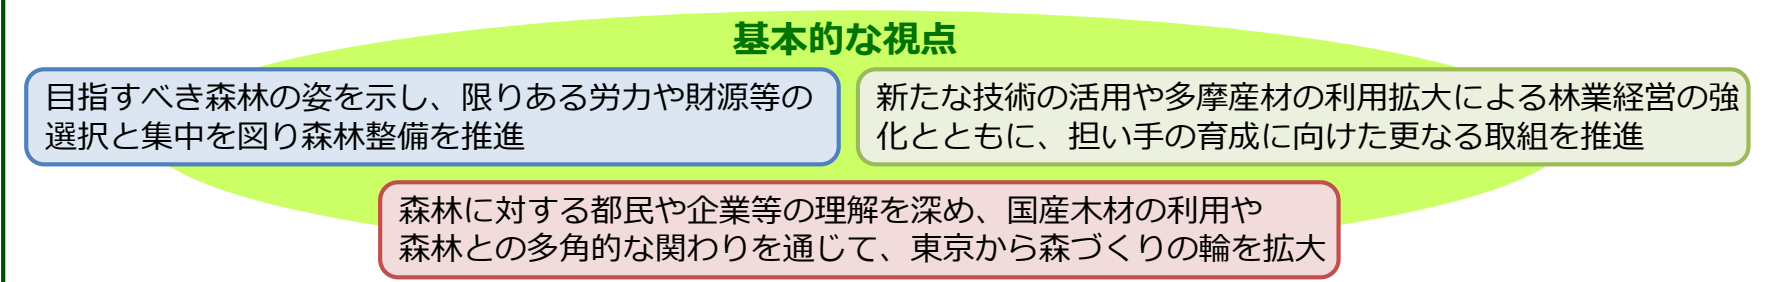 基本的な視点
目指すべき森林の姿を示し、限りある労力や財源等の
選択と集中を図り森林整備を推進
新たな技術の活用や多摩産材の利用拡大による林業経営の強
化とともに、担い手の育成に向けた更なる取組を推進
森林に対する都民や企業等の理解を深め、国産木材の利用や
森林との多角的な関わりを通じて、東京から森づくりの輪を拡大